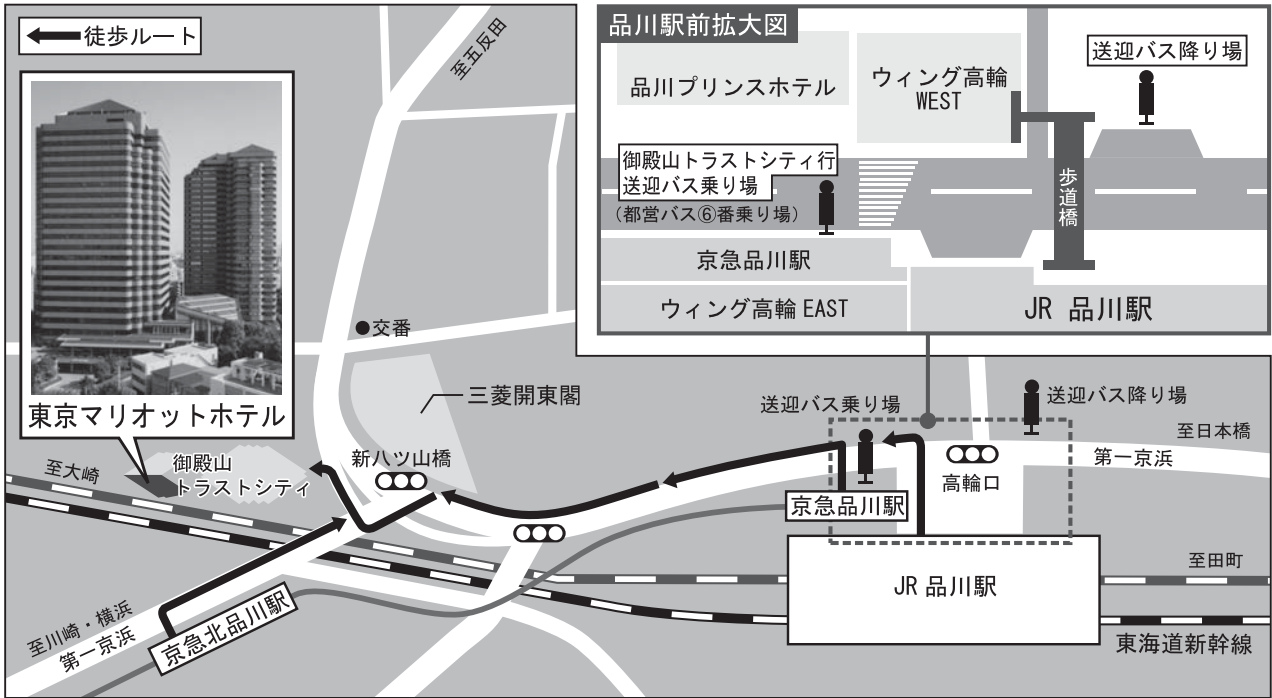 徒歩ルート
東京マリオットホテル
至五反田
交番
三菱開東閣
新八ツ山橋
至大崎
御殿山
トラストシティ
至川崎・横浜
第一京浜
京急北品川駅
品川駅前拡大図
品川プリンスホテル
ウィング高輪
WEST
送迎バス降り場
御殿山トラストシティ行
送迎バス乗り場
(都営バス⑥番乗り場)
歩道橋
京急品川駅
ウィング高輪 EAST
JR 品川駅
送迎バス乗り場
送迎バス降り場
至日本橋
第一京浜
高輪口
京急品川駅
JR 品川駅
至田町
東海道新幹線